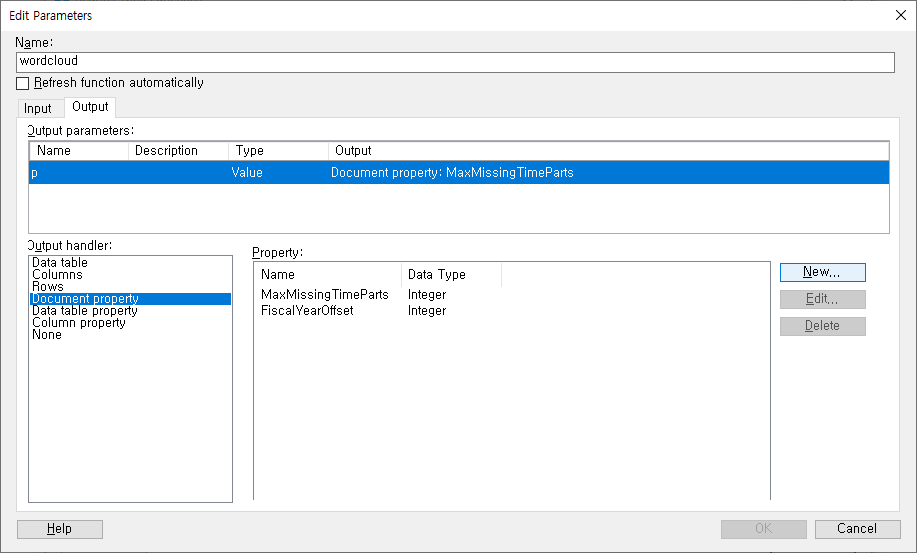 Edit Parameters
Name:
wordcloud
Refresh function automatically
Input Output
Output parameters:
Name Description Type Output
p Value Document property: MaxMissingTimeParts
Output handler:
Data table
Columns
Rows
Document property
Data table property
Column property
None
Property:
Name Data Type
MaxMissingTimeParts Integer
FiscalYearOffset Integer
New...
Edit...
Delete
Help OK Cancel